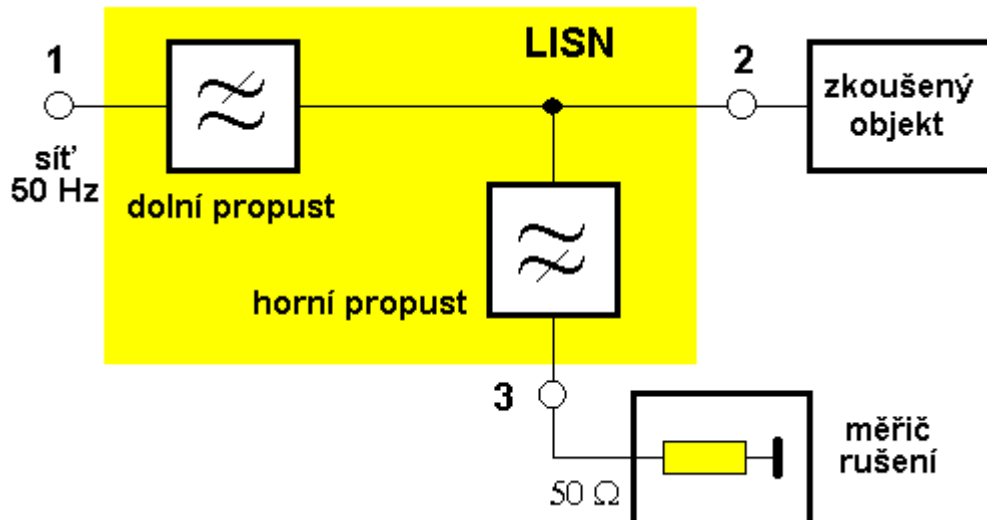 LISN
1
2
zkoušený
objekt
síť
50 Hz
dolní propust
horní propust
3
měřič
rušení
50 Ω